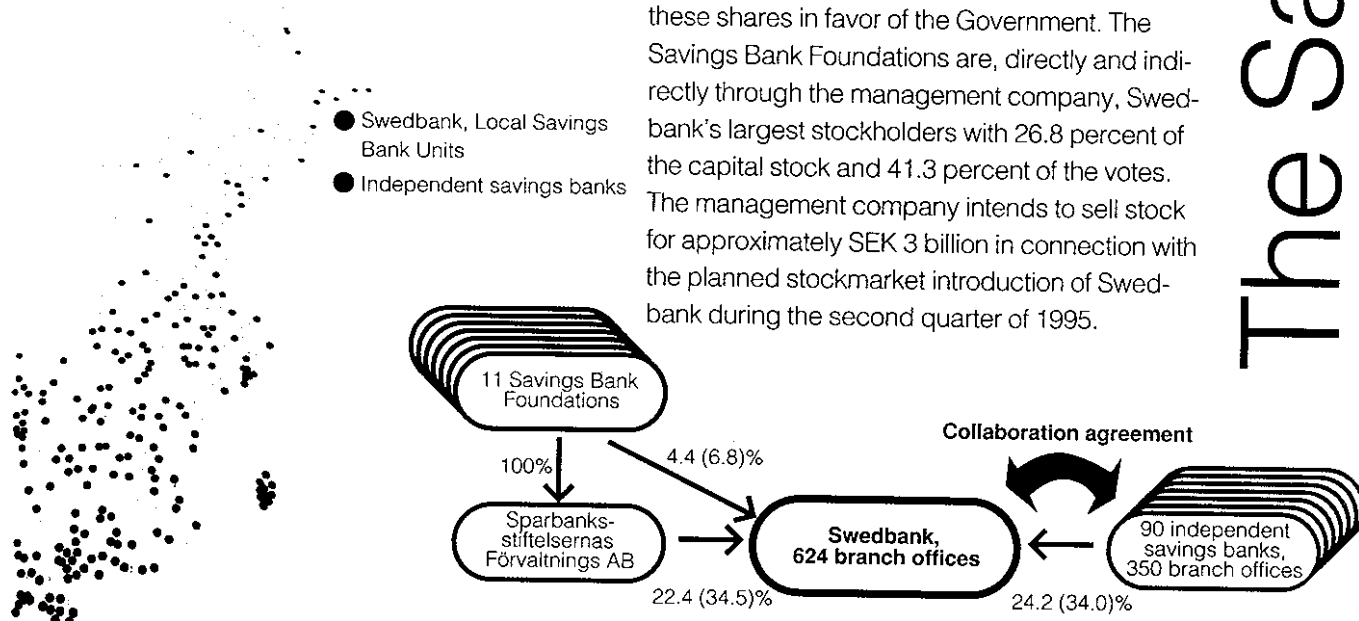 these shares in favor of the Government. The
Savings Bank Foundations are, directly and indi-
rectly through the management company, Swed-
bank's largest stockholders with 26.8 percent of
the capital stock and 41.3 percent of the votes.
The management company intends to sell stock
for approximately SEK 3 billion in connection with
the planned stockmarket introduction of Swed-
bank during the second quarter of 1995.
The Sa
Swedbank, Local Savings
Bank Units
Independent savings banks
11 Savings Bank
Foundations
100%
4.4 (6.8)%
Collaboration agreement
Sparbanks-
stiftelsernas
Förvaltnings AB
Swedbank,
624 branch offices
90 independent
savings banks,
350 branch offices
22.4 (34.5)%
24.2 (34.0)%